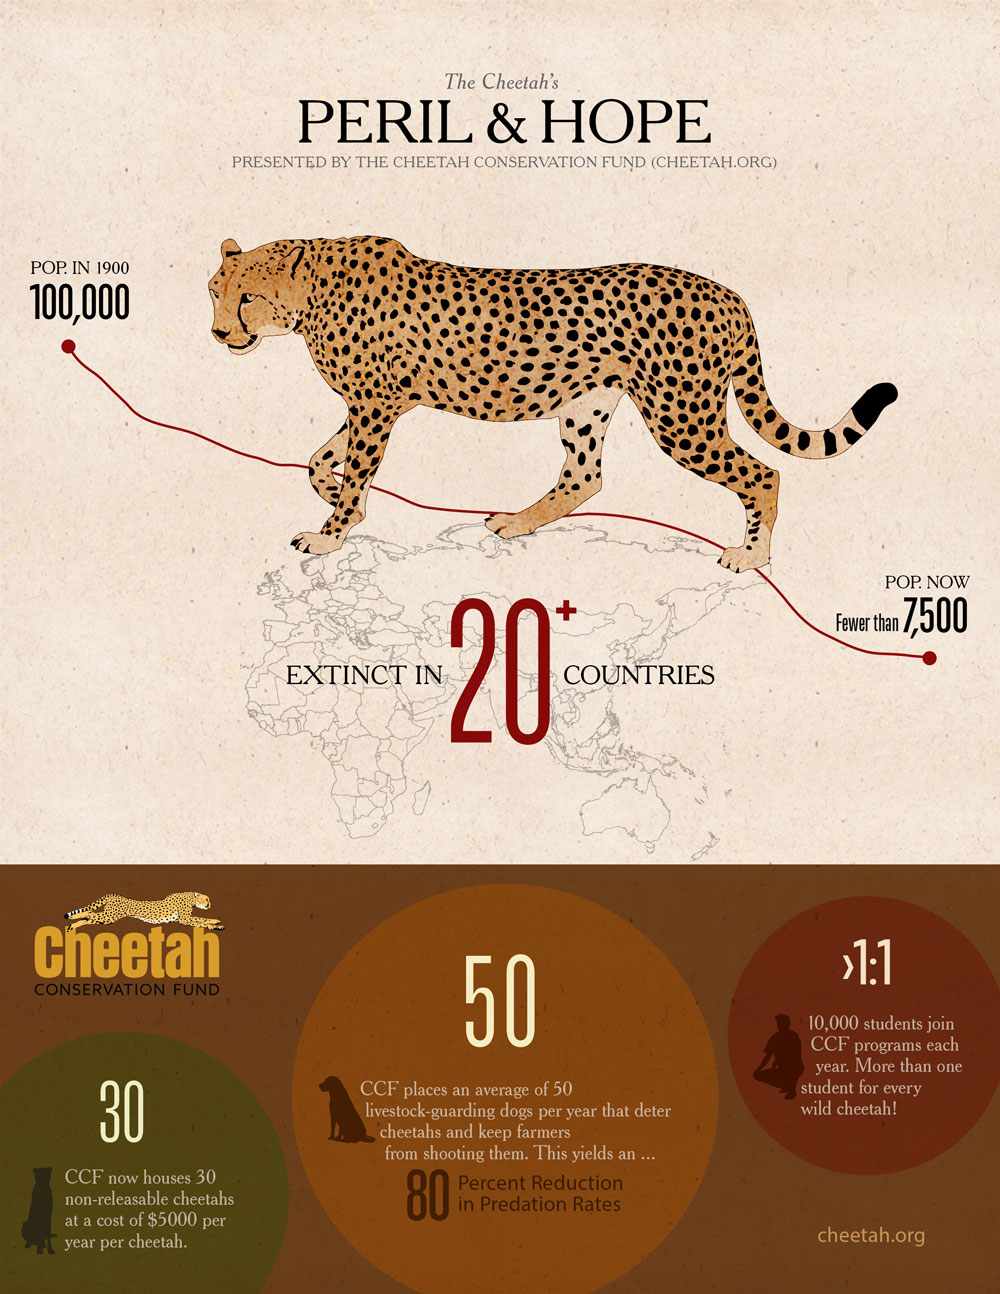 The Cheetah's
PERIL & HOPE
PRESENTED BY THE CHEETAH CONSERVATION FUND (CHEETAH.ORG)
POP. IN 1900
100,000
POP. NOW
Fewer than 7,500
EXTINCT IN 20+ COUNTRIES
Cheetah
CONSERVATION FUND
30
CCF now houses 30
non-releasable cheetahs
at a cost of $5000 per
year per cheetah.
50
CCF places an average of 50
livestock-guarding dogs per year that deter
cheetahs and keep farmers
from shooting them. This yields an ...
80 Percent Reduction
in Predation Rates
›1:1
10,000 students join
CCF programs each
year. More than one
student for every
wild cheetah!
cheetah.org